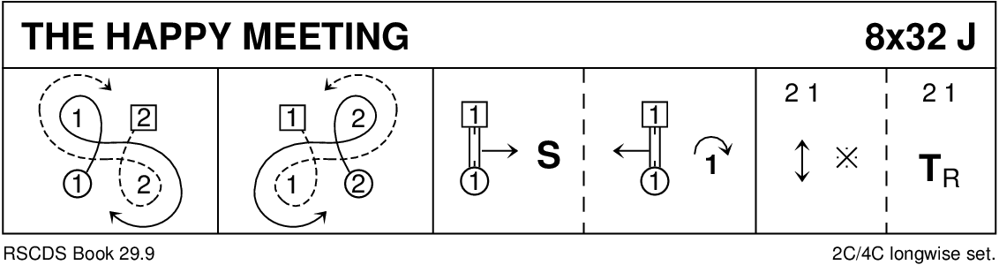 THE HAPPY MEETING 8x32 J
1 2 1 2 1 1 2 1 2 1
1 2 1 2 1 S 1 1 T R
RSCDS Book 29.9 2C/4C longwise set.